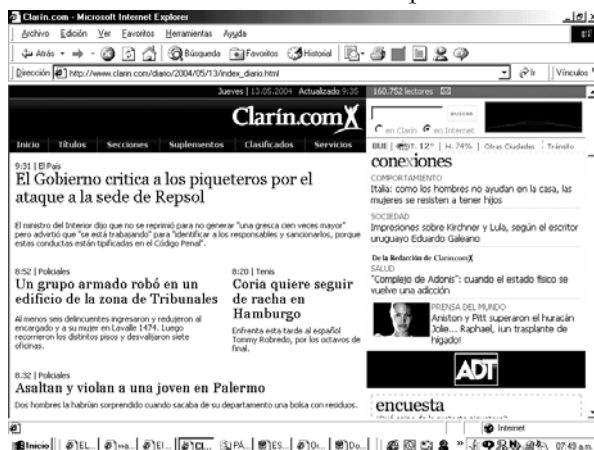 Clarín.com - Microsoft Internet Explorer
Archivo Edición Ver Favoritos Herramientas Ayuda
Atrás Búsqueda Favoritos Historial
Dirección http://www.clarin.com/diario/2004/05/13/index_diario.html Ir Vínculos »
Jueves | 13.05.2004 Actualizado 9:35
160.752 lectores
Clarín.com X
BUSCAR
en Clarín en Internet
Inicio Títulos Secciones Suplementos Clasificados Servicios
BUE | T. 12° | H. 74% | Otras Ciudades Tránsito
9:31 | El País
El Gobierno critica a los piqueteros por el
ataque a la sede de Repsol
El ministro del Interior dijo que no se reprimió para no generar "una gresca cien veces mayor"
pero advirtió que "se está trabajando" para "identificar a los responsables y sancionarlos, porque
estas conductas están tipificadas en el Código Penal".
8:52 | Policiales
Un grupo armado robó en un
edificio de la zona de Tribunales
Al menos seis delincuentes ingresaron y redujeron al
encargado y a su mujer en Lavalle 1474. Luego
recorrieron los distintos pisos y desvalijaron siete
oficinas.
8:20 | Tenis
Coria quiere seguir
de racha en
Hamburgo
Enfrenta esta tarde al español
Tommy Robredo, por los octavos de
final.
8.32 | Policiales
Asaltan y violan a una joven en Palermo
Dos hombres la habrían sorprendido cuando sacaba de su departamento una bolsa con residuos.
conexiones
COMPORTAMIENTO
Italia: como los hombres no ayudan en la casa, las
mujeres se resisten a tener hijos
SOCIEDAD
Impresiones sobre Kirchner y Lula, según el escritor
uruguayo Eduardo Galeano
De la Redacción de Clarin.comX
SALUD
"Complejo de Adonis": cuando el estado físico se
vuelve una adicción
PRENSA DEL MUNDO
Aniston y Pitt superaron el huracán
Jolie... Raphael, ¡un trasplante de
hígado!
ADT
encuesta
Internet
Inicio EL... EI... CL... PA... ES... Do... » 07:49 a.m.